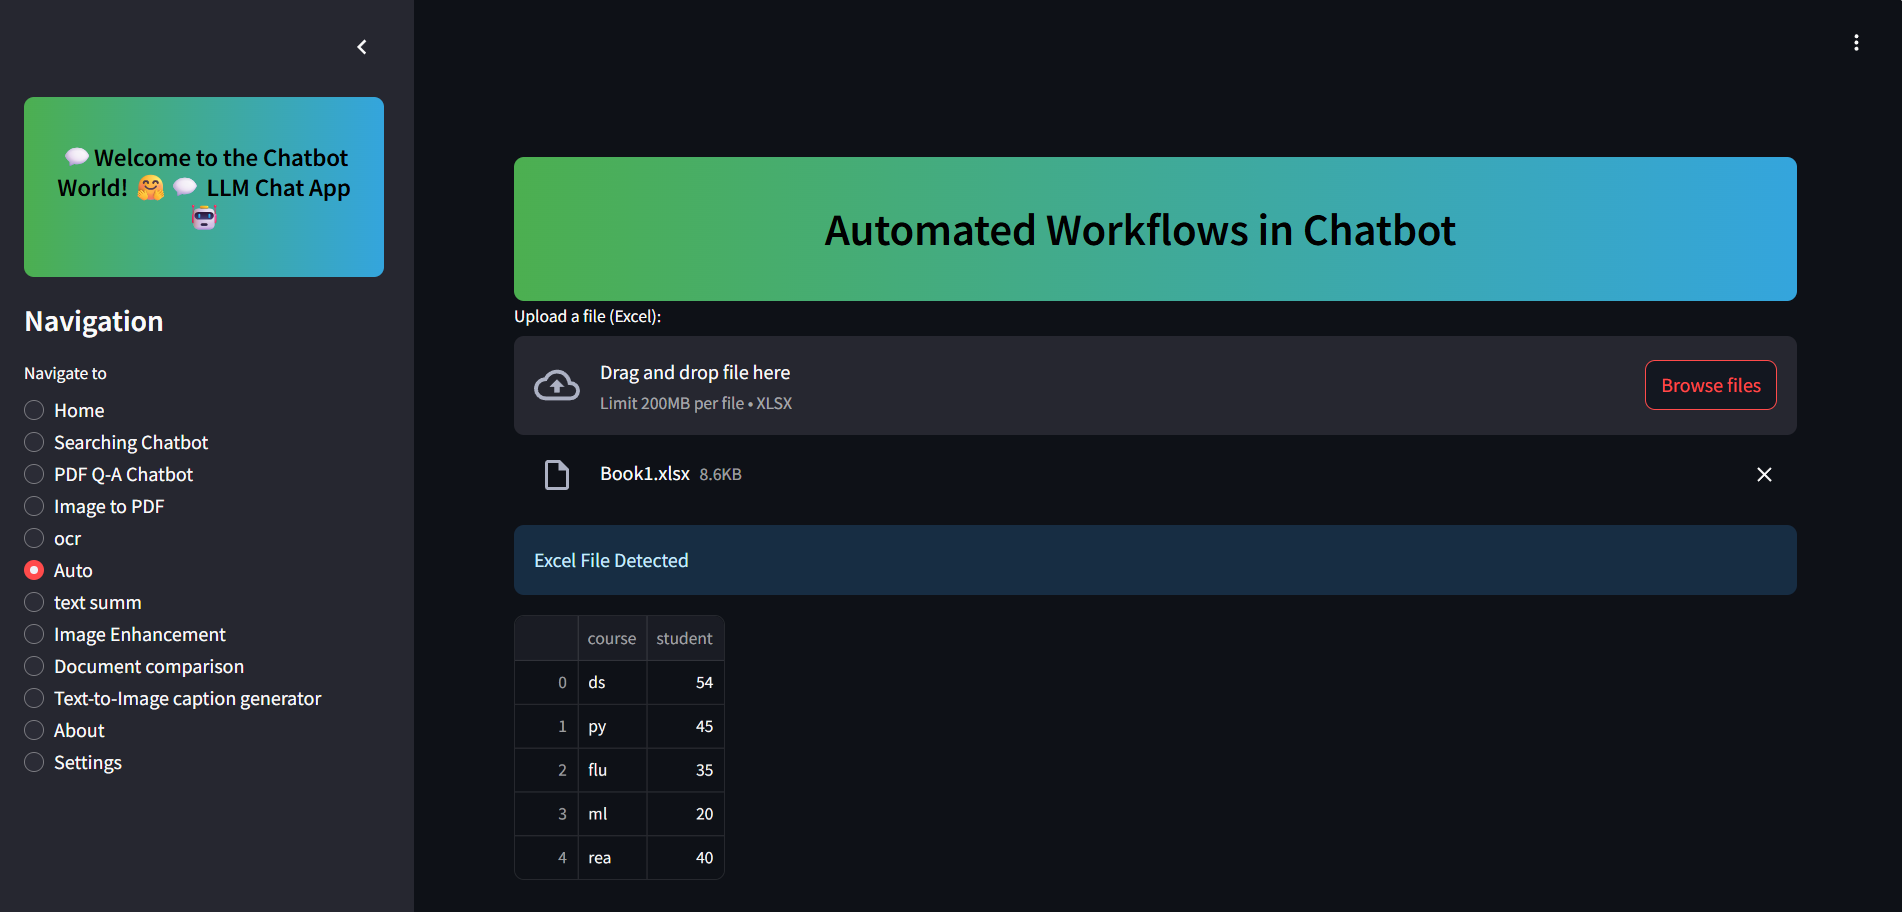 💬 Welcome to the Chatbot
World! 🤗 💬 LLM Chat App
🤖
Navigation
Navigate to
Home
Searching Chatbot
PDF Q-A Chatbot
Image to PDF
ocr
Auto
text summ
Image Enhancement
Document comparison
Text-to-Image caption generator
About
Settings
Automated Workflows in Chatbot
Upload a file (Excel):
Drag and drop file here
Limit 200MB per file • XLSX
Browse files
Book1.xlsx 8.6KB
Excel File Detected
course student
0 ds 54
1 py 45
2 flu 35
3 ml 20
4 rea 40